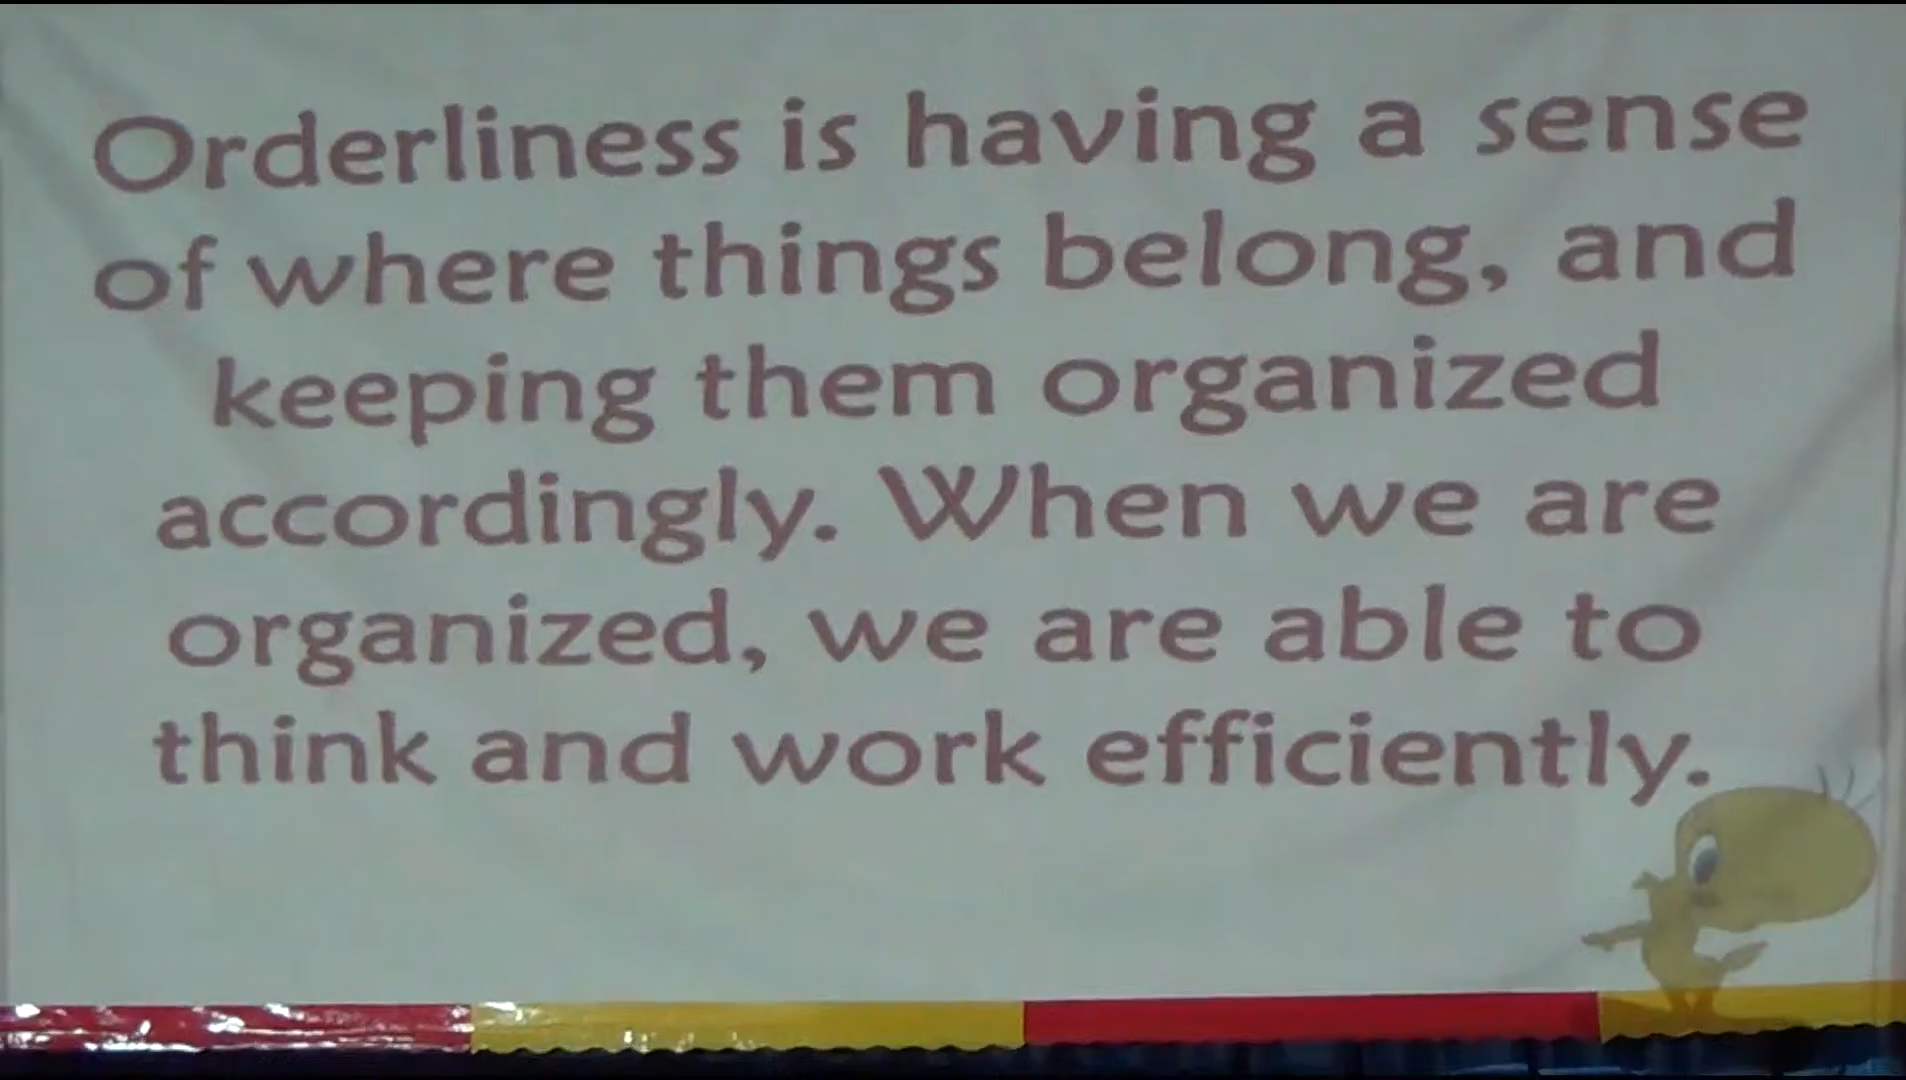 Orderliness is having a sense
of where things belong, and
keeping them organized
accordingly. When we are
organized, we are able to
think and work efficiently.